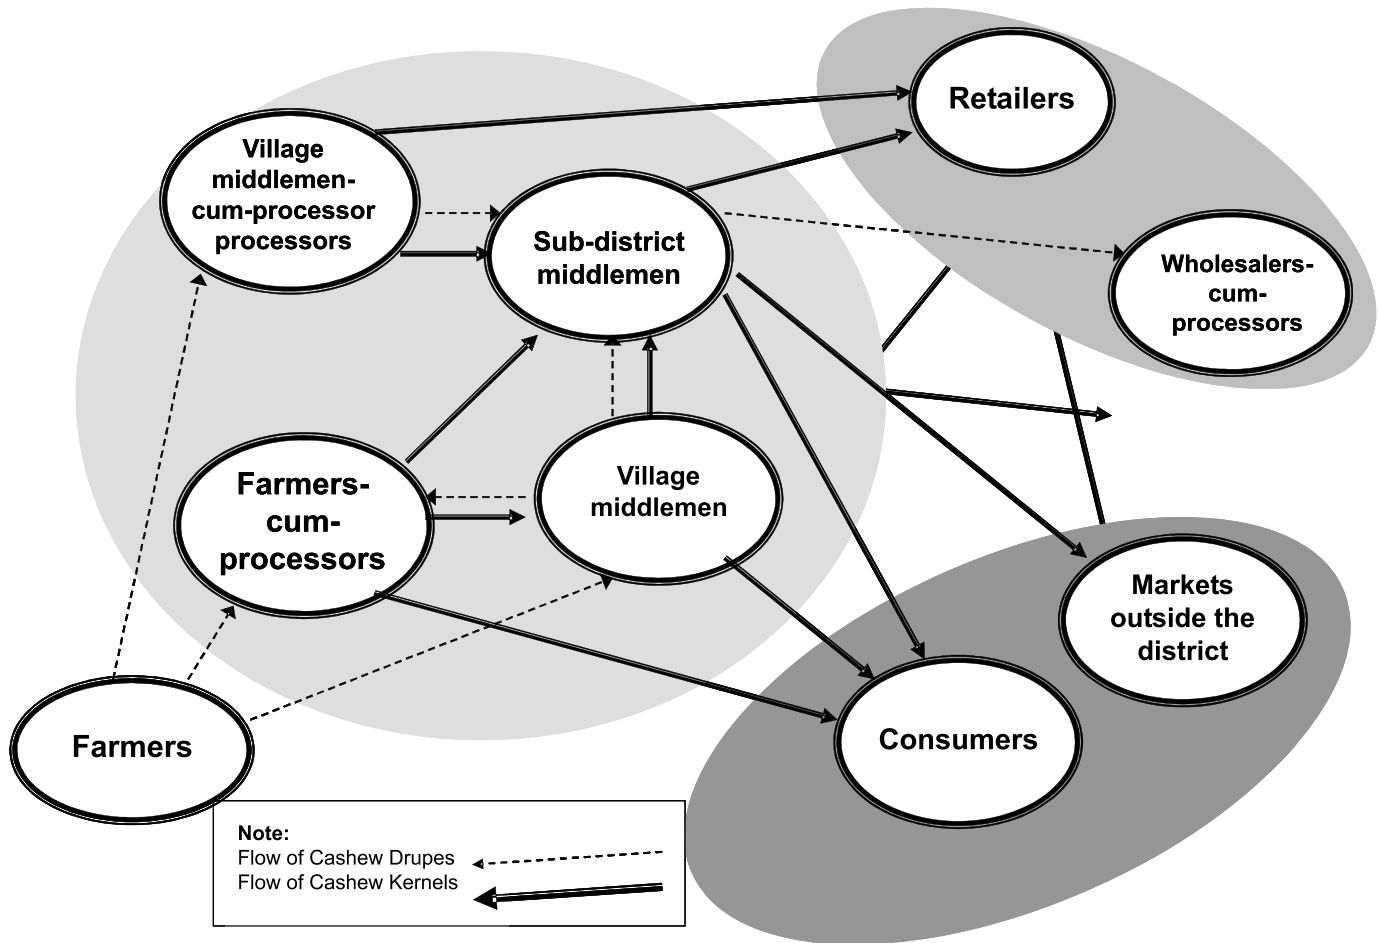 Retailers
Village
middlemen-
cum-processor
processors
Sub-district
middlemen
Wholesalers-
cum-
processors
Farmers-
cum-
processors
Village
middlemen
Markets
outside the
district
Farmers
Consumers
Note:
Flow of Cashew Drupes
Flow of Cashew Kernels